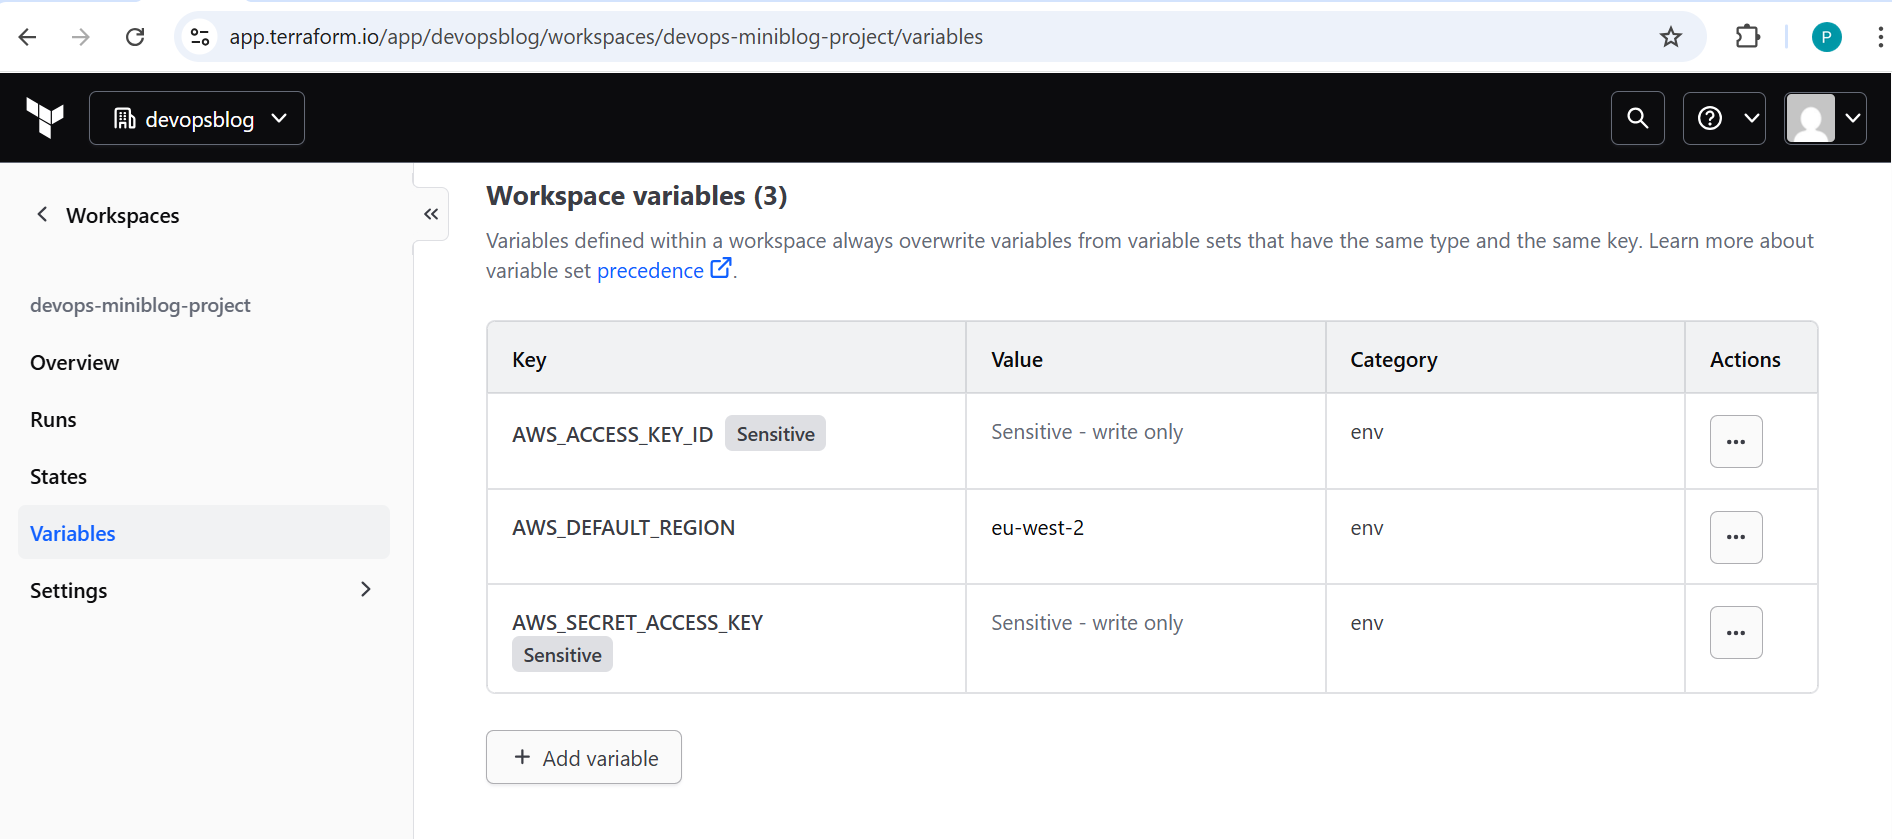 app.terraform.io/app/devopsblog/workspaces/devops-miniblog-project/variables
P
devopsblog
Workspaces
devops-miniblog-project
Overview
Runs
States
Variables
Settings
Workspace variables (3)
Variables defined within a workspace always overwrite variables from variable sets that have the same type and the same key. Learn more about
variable set precedence.
Key Value Category Actions
AWS_ACCESS_KEY_ID Sensitive Sensitive - write only env
AWS_DEFAULT_REGION eu-west-2 env
AWS_SECRET_ACCESS_KEY Sensitive - write only env
Sensitive
+ Add variable